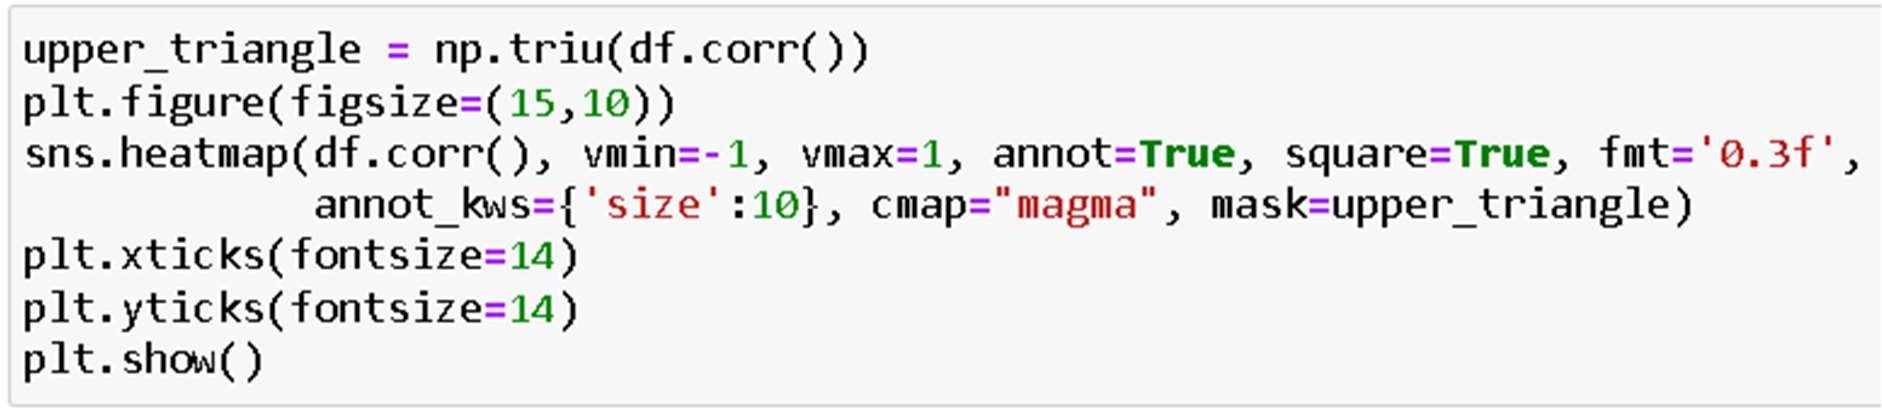 upper_triangle = np.triu(df.corr())
plt.figure(figsize=(15,10))
sns.heatmap(df.corr(), vmin=-1, vmax=1, annot=True, square=True, fmt='0.3f',
            annot_kws={'size':10}, cmap="magma", mask=upper_triangle)
plt.xticks(fontsize=14)
plt.yticks(fontsize=14)
plt.show()